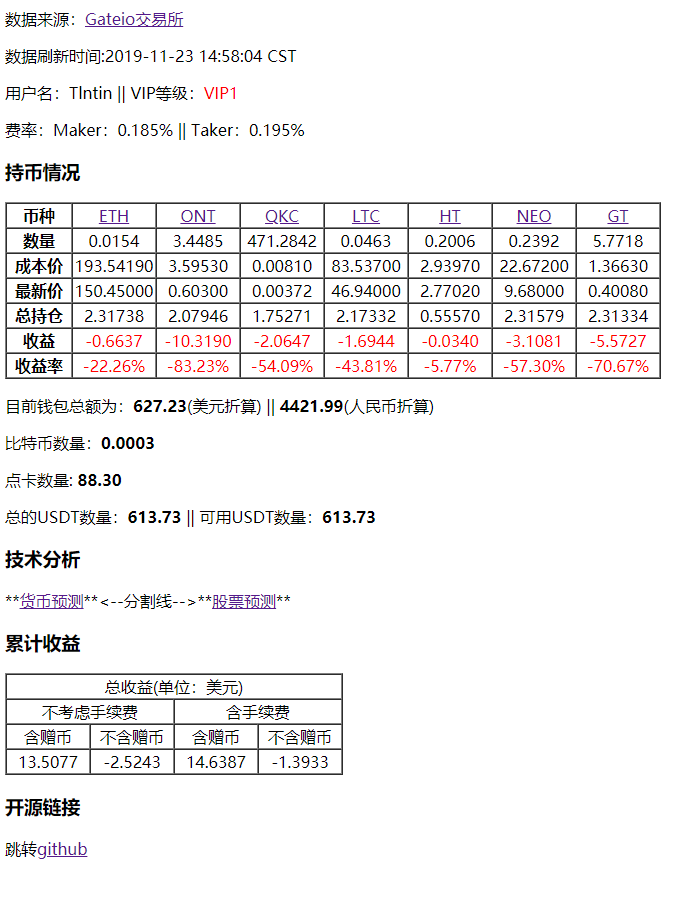 数据来源：Gateio交易所
数据刷新时间:2019-11-23 14:58:04 CST
用户名：Tlntin || VIP等级：VIP1
费率：Maker：0.185% || Taker：0.195%
持币情况
币种 ETH ONT QKC LTC HT NEO GT
数量 0.0154 3.4485 471.2842 0.0463 0.2006 0.2392 5.7718
成本价 193.54190 3.59530 0.00810 83.53700 2.93970 22.67200 1.36630
最新价 150.45000 0.60300 0.00372 46.94000 2.77020 9.68000 0.40080
总持仓 2.31738 2.07946 1.75271 2.17332 0.55570 2.31579 2.31334
收益 -0.6637 -10.3190 -2.0647 -1.6944 -0.0340 -3.1081 -5.5727
收益率 -22.26% -83.23% -54.09% -43.81% -5.77% -57.30% -70.67%
目前钱包总额为：627.23(美元折算) || 4421.99(人民币折算)
比特币数量：0.0003
点卡数量: 88.30
总的USDT数量：613.73 || 可用USDT数量：613.73
技术分析
**货币预测**<--分割线-->**股票预测**
累计收益
总收益(单位：美元)
不考虑手续费 含手续费
含赠币 不含赠币 含赠币 不含赠币
13.5077 -2.5243 14.6387 -1.3933
开源链接
跳转github